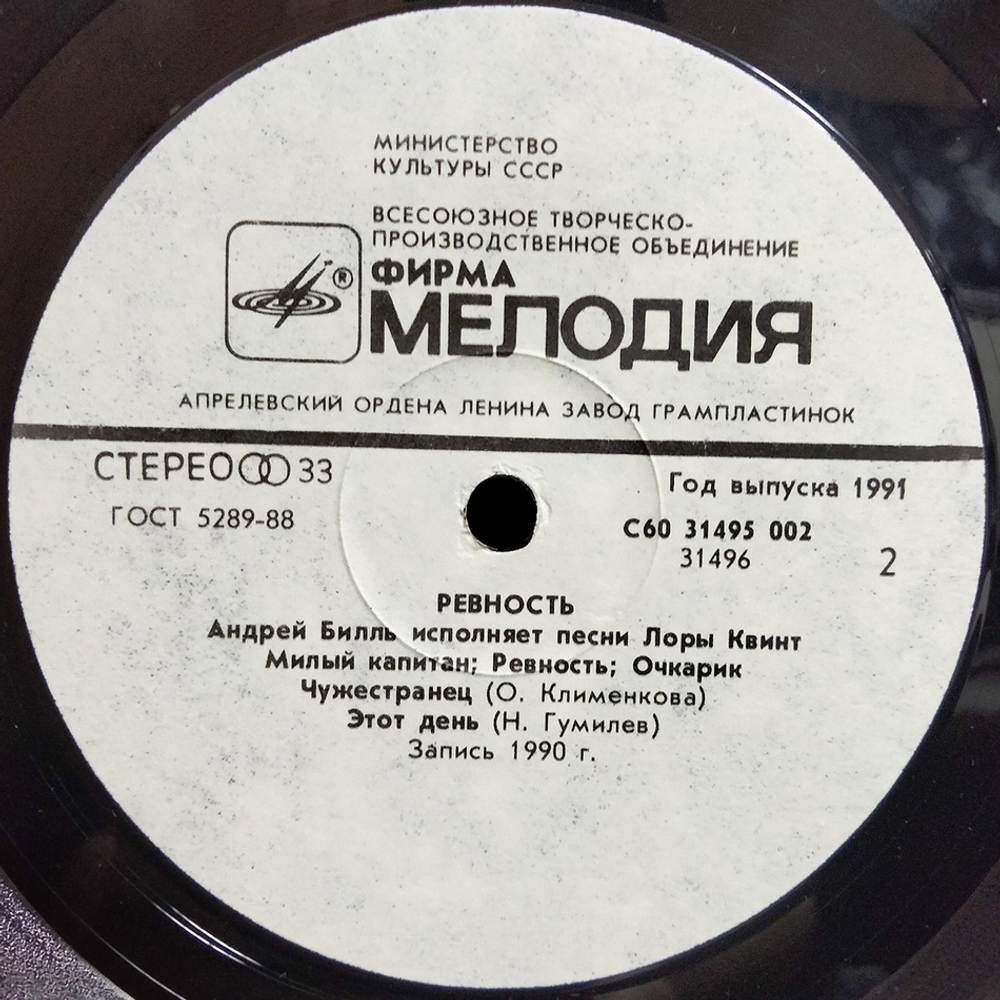 МИНИСТЕРСТВО
КУЛЬТУРЫ СССР
ВСЕСОЮЗНОЕ ТВОРЧЕСКО-
ПРОИЗВОДСТВЕННОЕ ОБЪЕДИНЕНИЕ
®
ФИРМА
МЕЛОДИЯ
АПРЕЛЕВСКИЙ ОРДЕНА ЛЕНИНА ЗАВОД ГРАМПЛАСТИНОК
СТЕРЕО 33
Год выпуска 1991
ГОСТ 5289-88
С60 31495 002
31496
2
РЕВНОСТЬ
Андрей Билль исполняет песни Лоры Квинт
Милый капитан; Ревность; Очкарик
Чужестранец (О. Клименкова)
Этот день (Н. Гумилев)
Запись 1990 г.